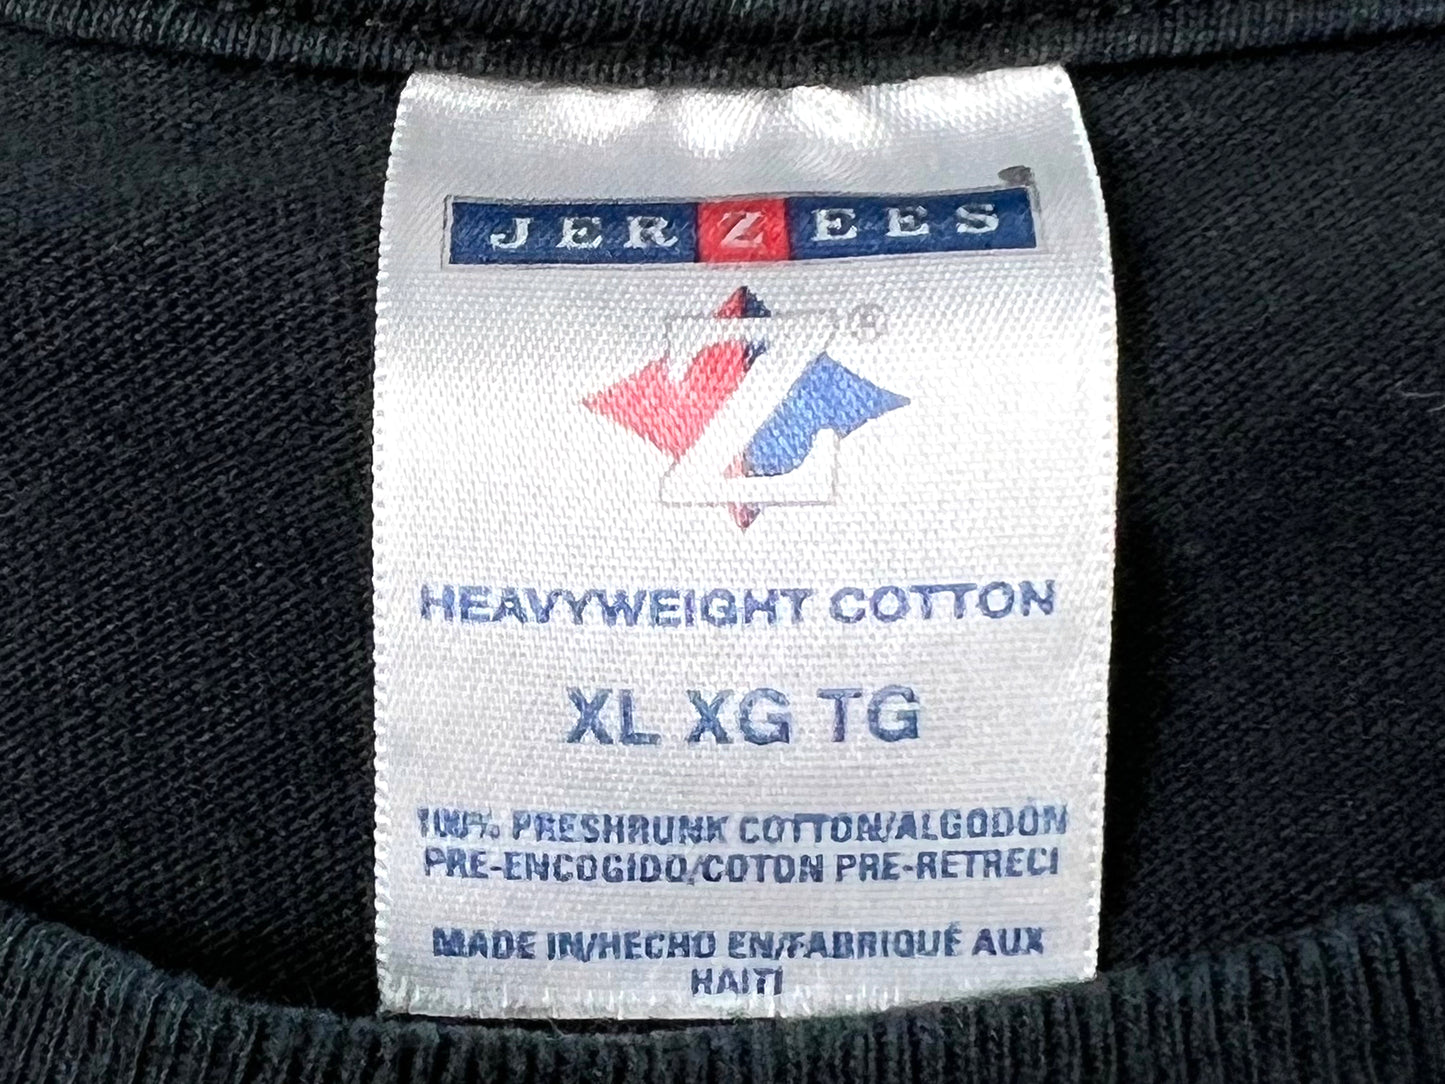 JERZEES
Z ®
HEAVYWEIGHT COTTON
XL XG TG
100% PRESHRUNK COTTON/ALGODÓN
PRE-ENCOGIDO/COTON PRE-RETRECI
MADE IN/HECHO EN/FABRIQUÉ AUX
HAITI